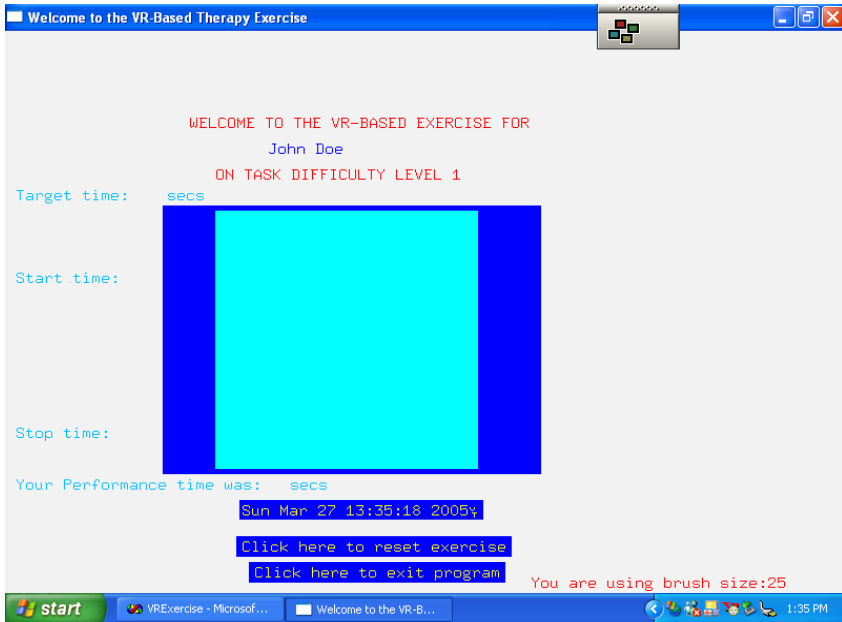 Welcome to the VR-Based Therapy Exercise
WELCOME TO THE VR-BASED EXERCISE FOR
John Doe
ON TASK DIFFICULTY LEVEL 1
Target time: secs
Start time:
Stop time:
Your Performance time was: secs
Sun Mar 27 13:35:18 2005
Click here to reset exercise
Click here to exit program
You are using brush size:25
start
VRExercise - Microsof...
Welcome to the VR-B...
1:35 PM